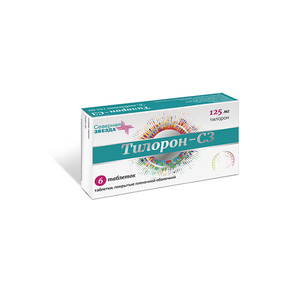 Северная
ЗВЕЗДА
125 мг
тилорон
Тилорон-СЗ
6 таблеток
таблетки, покрытые пленочной оболочкой